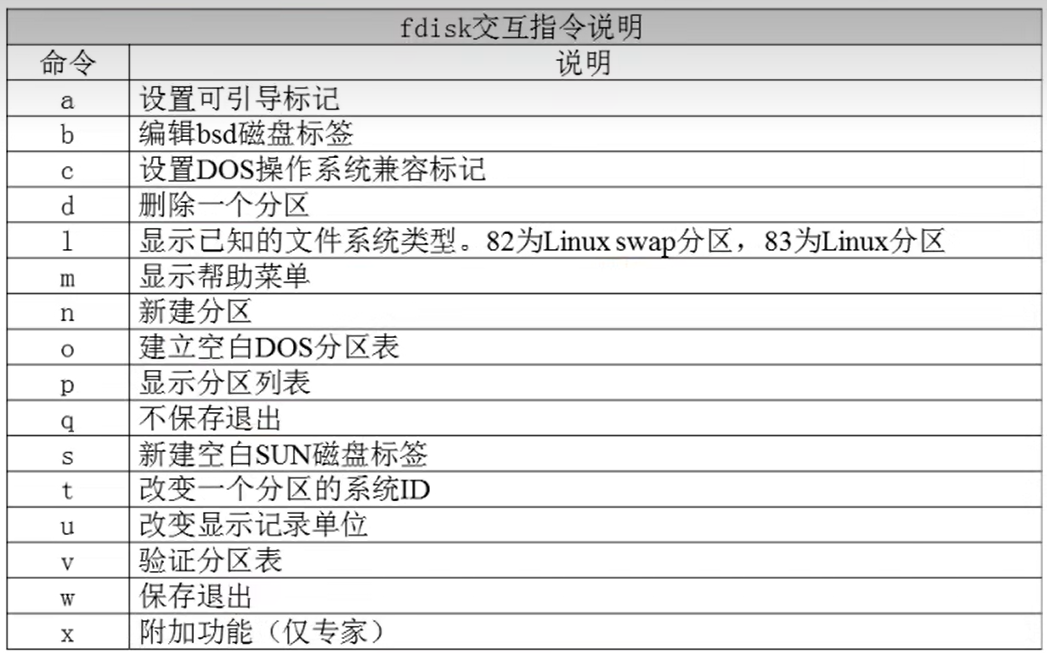 fdisk交互指令说明
命令 说明
a 设置可引导标记
b 编辑bsd磁盘标签
c 设置DOS操作系统兼容标记
d 删除一个分区
l 显示已知的文件系统类型。82为Linux swap分区，83为Linux分区
m 显示帮助菜单
n 新建分区
o 建立空白DOS分区表
p 显示分区列表
q 不保存退出
s 新建空白SUN磁盘标签
t 改变一个分区的系统ID
u 改变显示记录单位
v 验证分区表
w 保存退出
x 附加功能（仅专家）